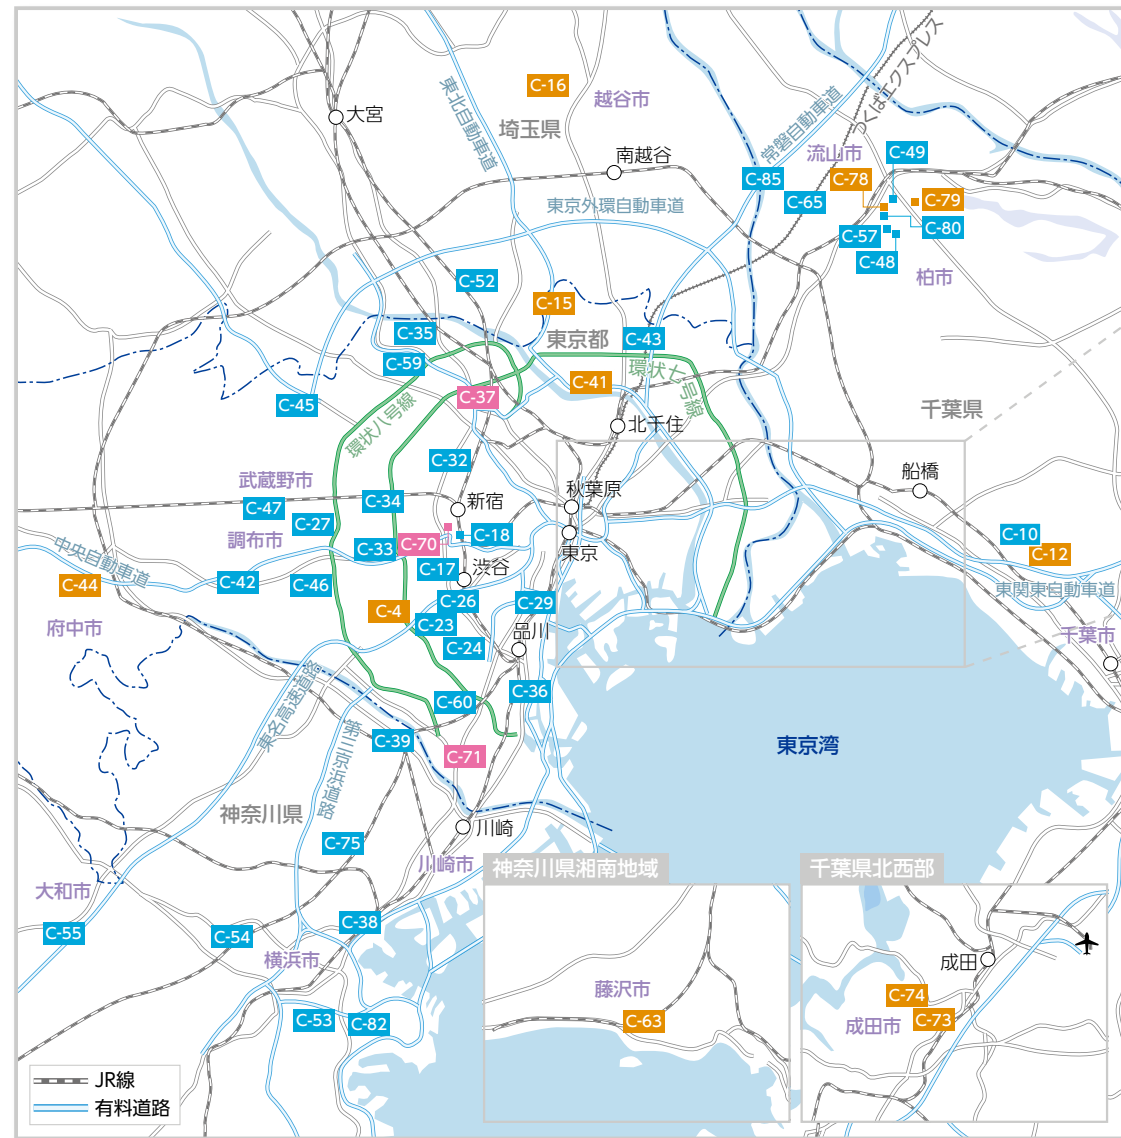 C-16
越谷市
大宮
東北自動車道
埼玉県
つくばエクスプレス
常磐自動車道
南越谷
流山市
C-49
C-85
C-78
C-65
C-79
東京外環自動車道
C-57
C-80
C-48
柏市
C-52
C-15
C-35
東京都
C-43
C-59
環状七号線
C-41
C-37
C-45
環状八号線
千葉県
北千住
C-32
船橋
武蔵野市
C-47
C-34
新宿
秋葉原
C-27
調布市
C-33
C-70
C-18
東京
C-10
C-12
中央自動車道
C-44
C-42
C-46
C-17
渋谷
東関東自動車道
C-4
C-26
C-29
C-23
府中市
品川
千葉市
C-24
東名高速道路
C-36
C-60
第三京浜道路
C-39
C-71
東京湾
神奈川県
川崎
C-75
川崎市
神奈川県湘南地域
千葉県北西部
大和市
C-55
C-54
C-38
横浜市
成田
藤沢市
C-63
C-74
C-73
成田市
C-53
C-82
JR線
有料道路